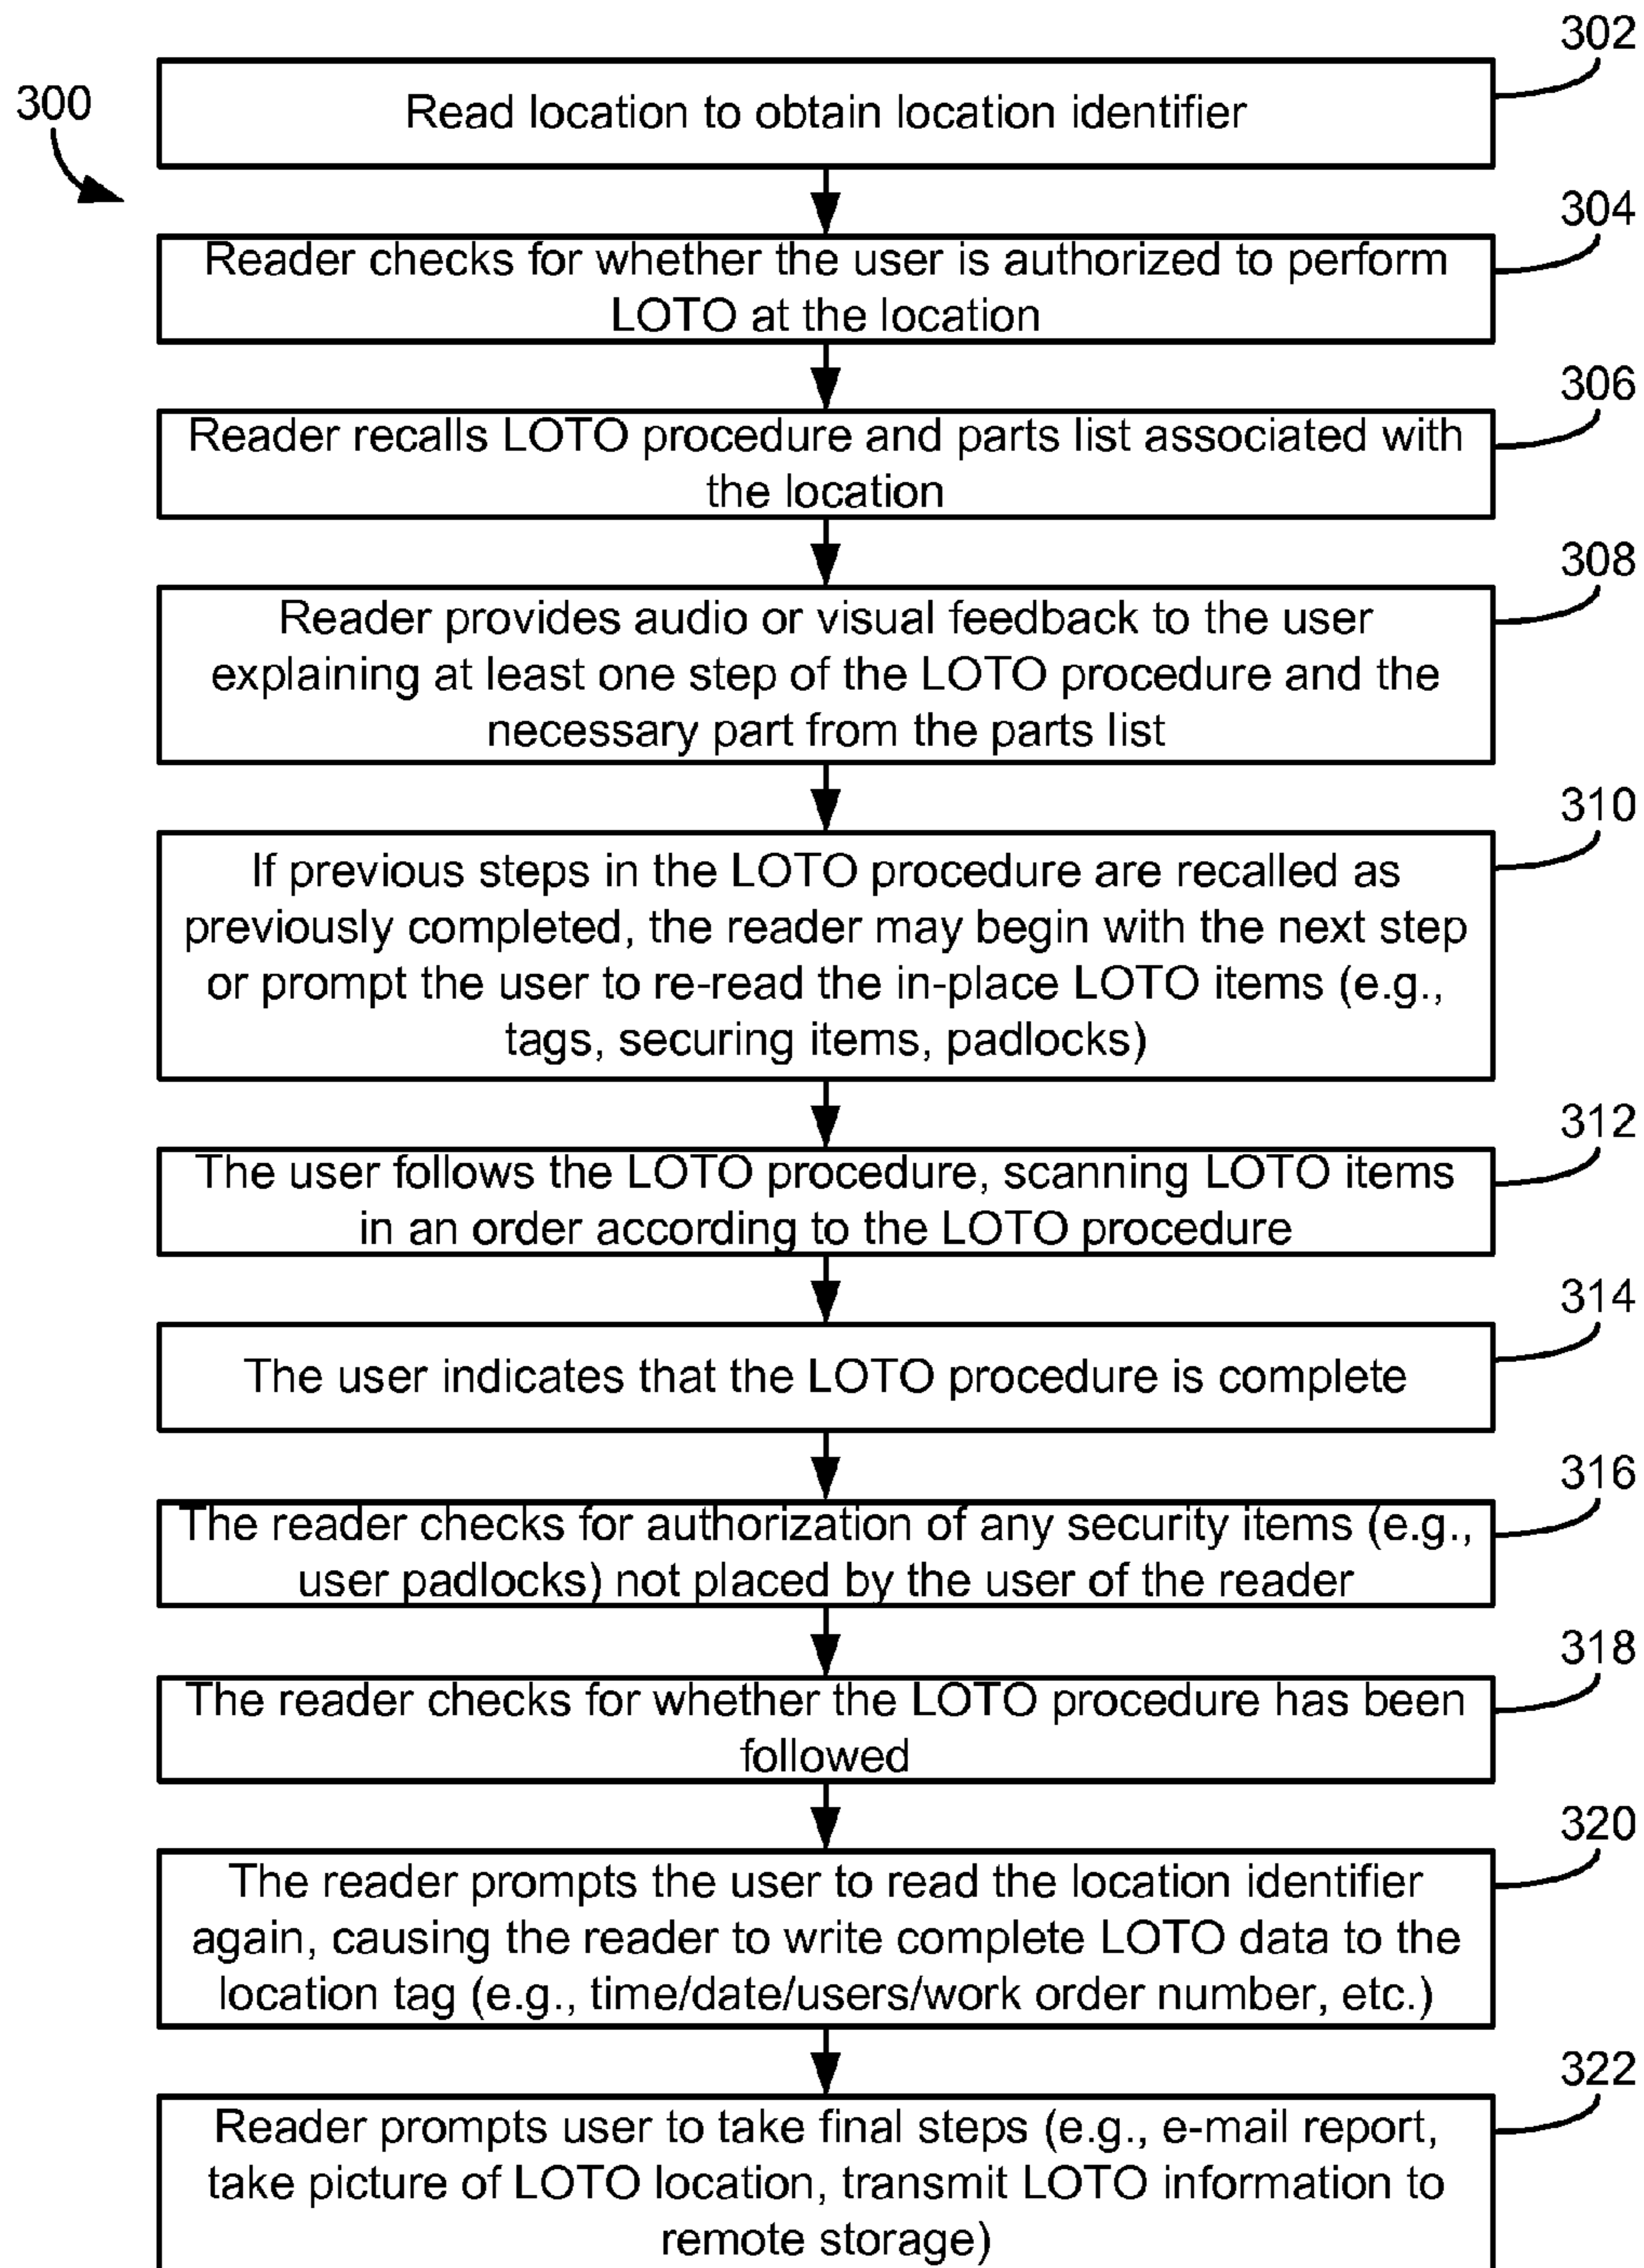 300
302
Read location to obtain location identifier
304
Reader checks for whether the user is authorized to perform
LOTO at the location
306
Reader recalls LOTO procedure and parts list associated with
the location
308
Reader provides audio or visual feedback to the user
explaining at least one step of the LOTO procedure and the
necessary part from the parts list
310
If previous steps in the LOTO procedure are recalled as
previously completed, the reader may begin with the next step
or prompt the user to re-read the in-place LOTO items (e.g.,
tags, securing items, padlocks)
312
The user follows the LOTO procedure, scanning LOTO items
in an order according to the LOTO procedure
314
The user indicates that the LOTO procedure is complete
316
The reader checks for authorization of any security items (e.g.,
user padlocks) not placed by the user of the reader
318
The reader checks for whether the LOTO procedure has been
followed
320
The reader prompts the user to read the location identifier
again, causing the reader to write complete LOTO data to the
location tag (e.g., time/date/users/work order number, etc.)
322
Reader prompts user to take final steps (e.g., e-mail report,
take picture of LOTO location, transmit LOTO information to
remote storage)